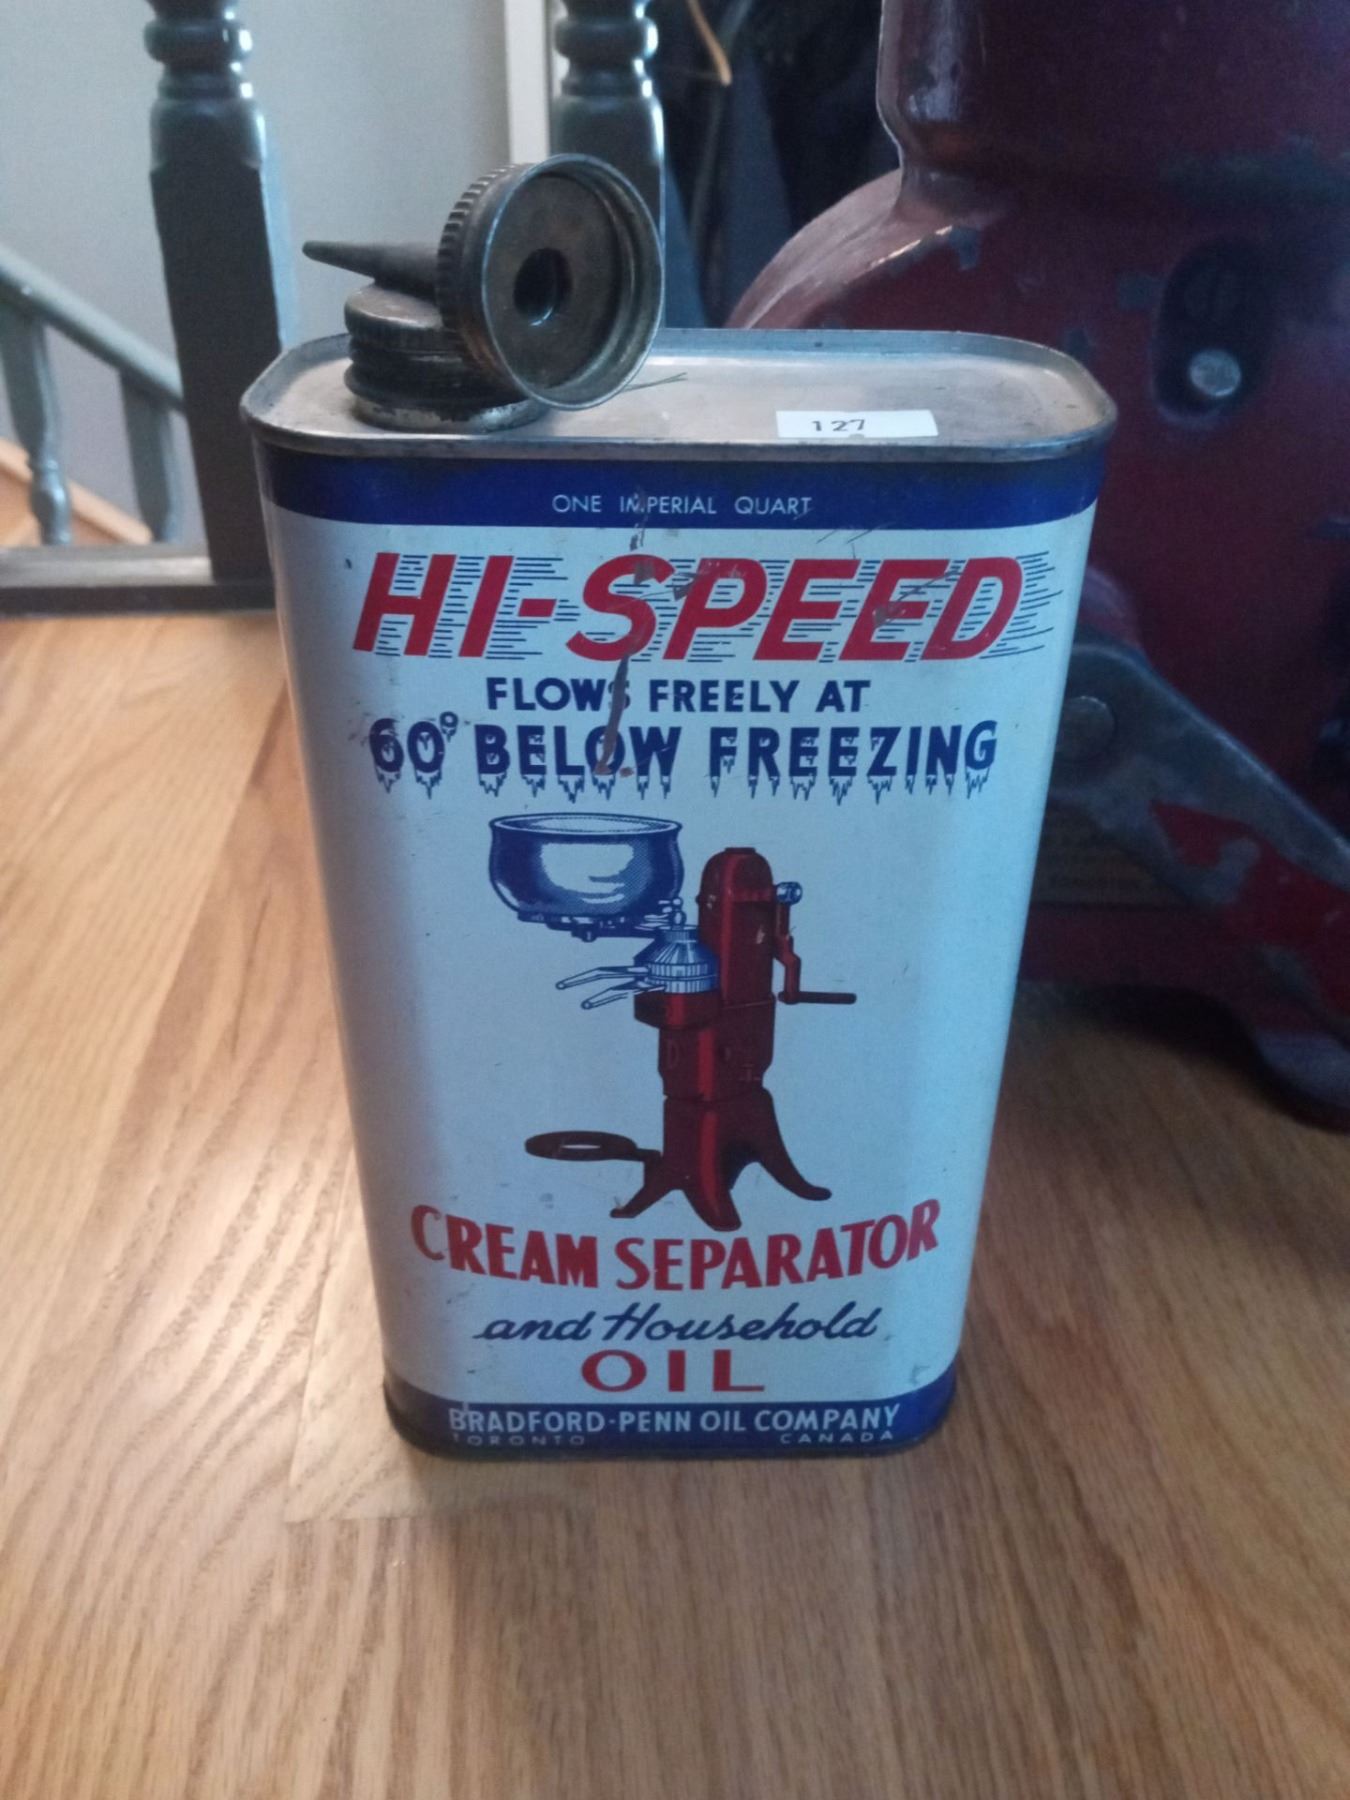 127
ONE IMPERIAL QUART
HI-SPEED
FLOWS FREELY AT
60° BELOW FREEZING
CREAM SEPARATOR
and Household
OIL
BRADFORD-PENN OIL COMPANY
TORONTO CANADA